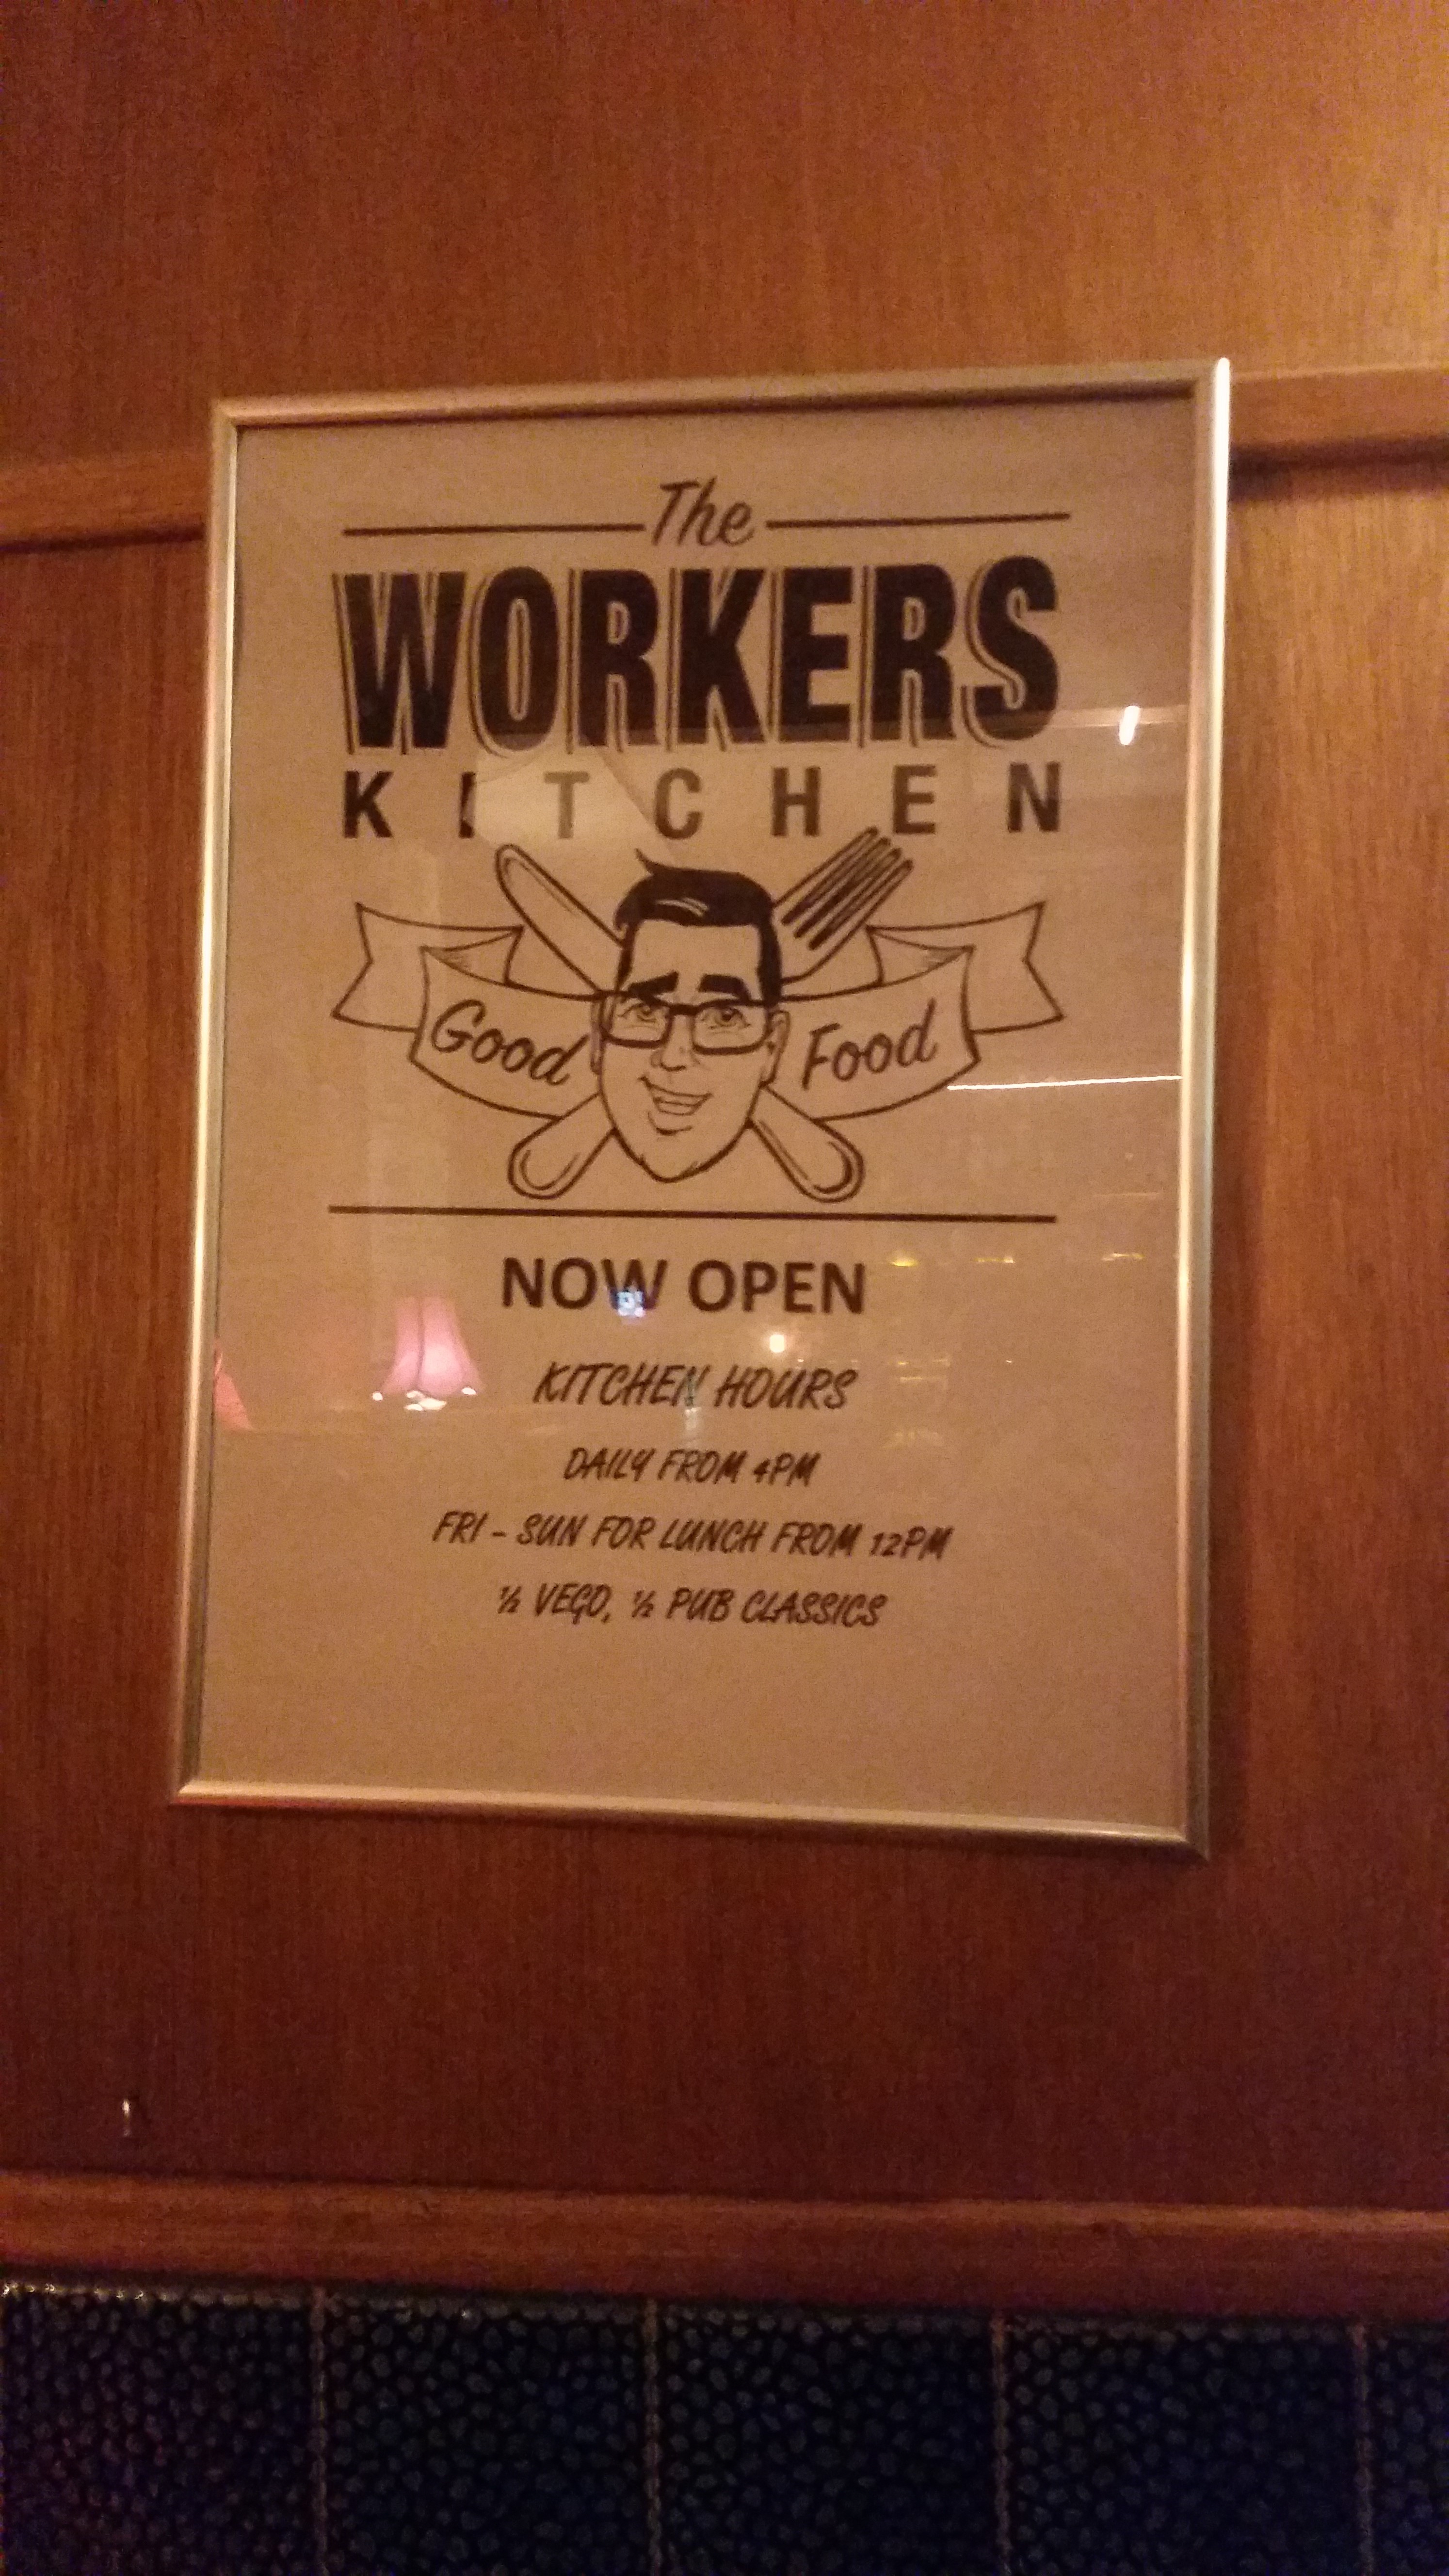 The
WORKERS
KITCHEN
Good Food
NOW OPEN
KITCHEN HOURS
DAILY FROM 4PM
FRI - SUN FOR LUNCH FROM 12PM
½ VEGO, ½ PUB CLASSICS